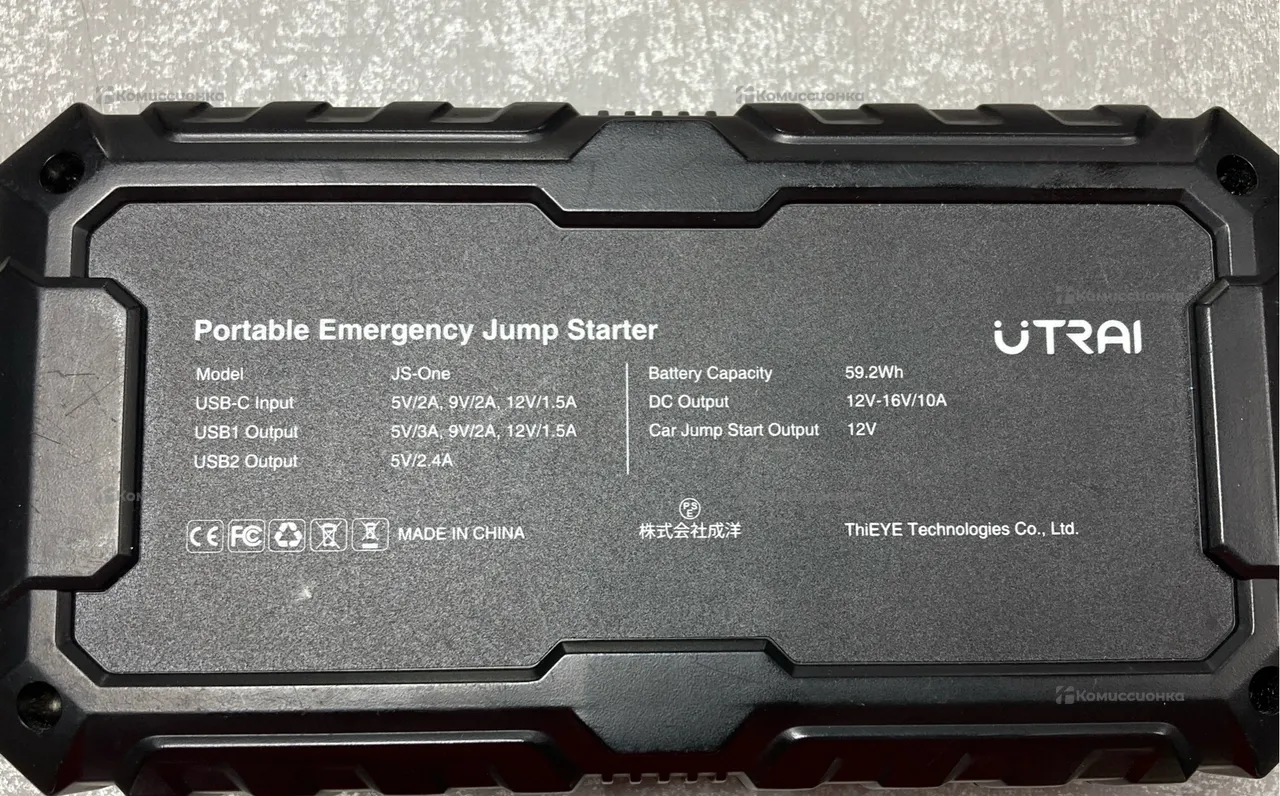 Комиссионка
Комиссионка
Комиссионка
Portable Emergency Jump Starter
UTRAI
Model JS-One
USB-C Input 5V/2A, 9V/2A, 12V/1.5A
USB1 Output 5V/3A, 9V/2A, 12V/1.5A
USB2 Output 5V/2.4A
Battery Capacity 59.2Wh
DC Output 12V-16V/10A
Car Jump Start Output 12V
CE FC MADE IN CHINA
PSE
株式会社成洋
ThiEYE Technologies Co., Ltd.
Комиссионка